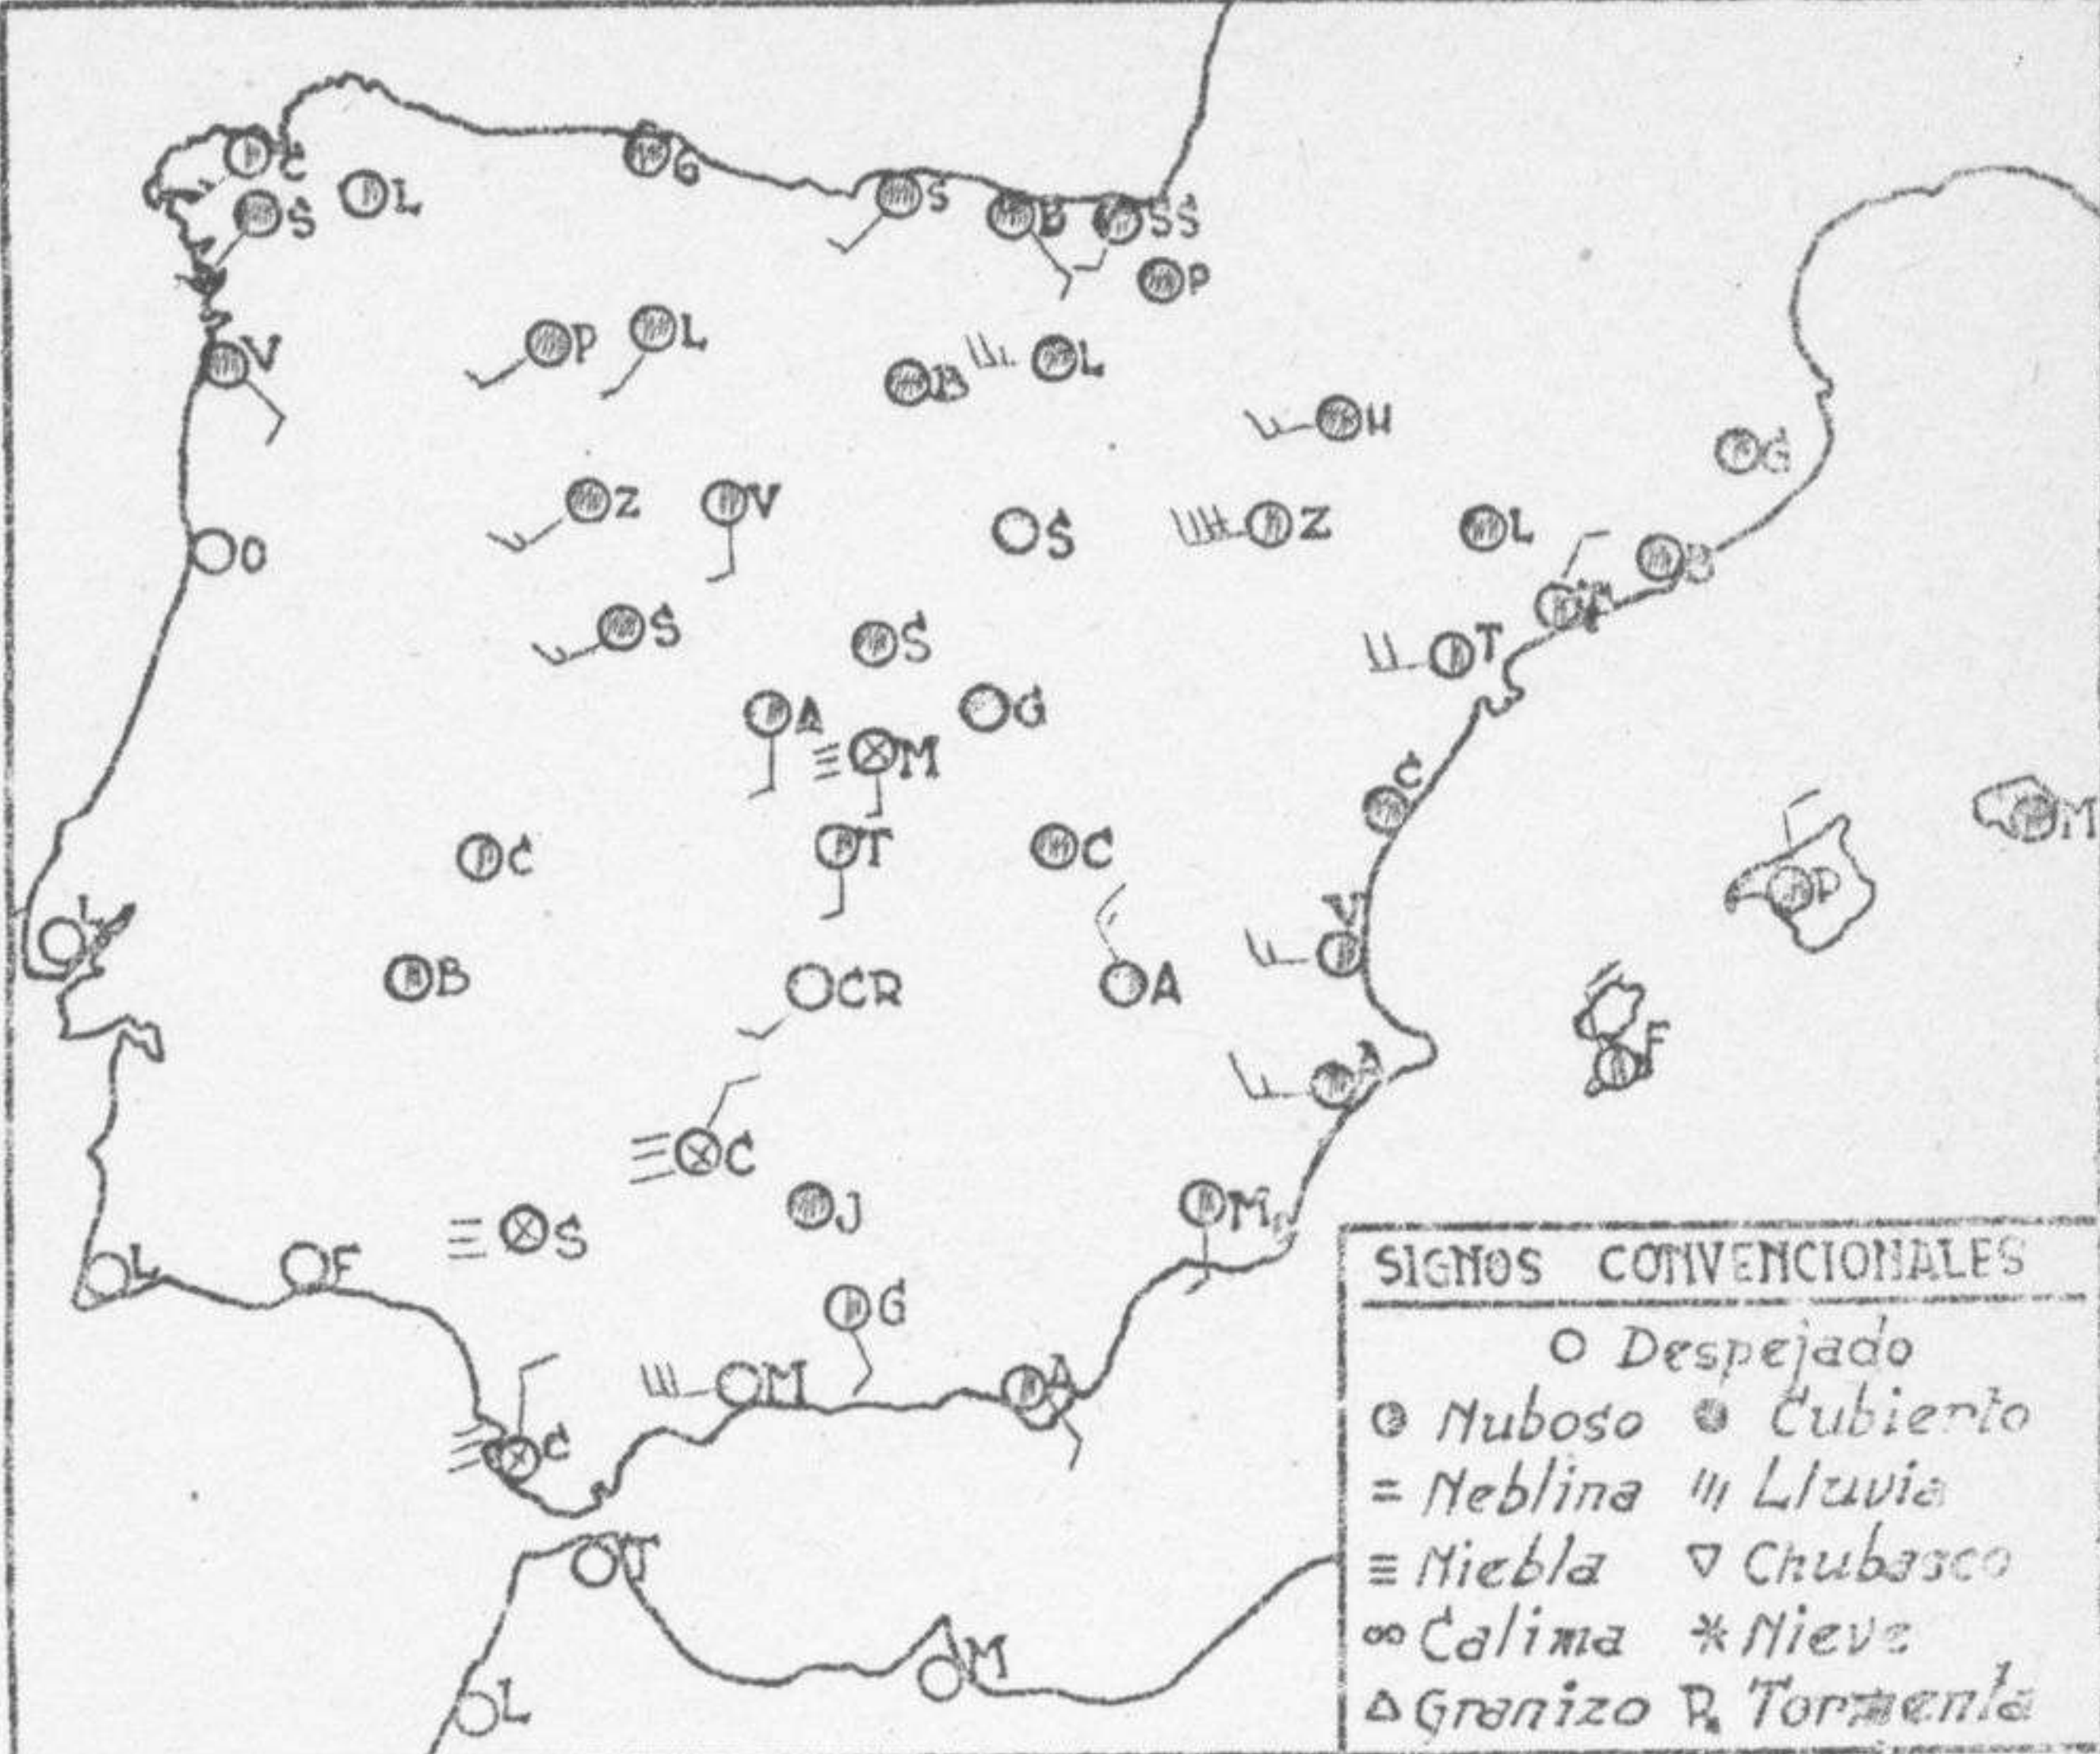 C
L
S
G
S
B
SS
P
V
P
L
B
L
H
G
Z
V
S
Z
L
B
O
S
S
T
A
G
M
C
C
T
C
M
P
L
V
B
CR
A
F
A
C
S
J
M
L
F
G
M
A
C
T
M
L
SIGNOS CONVENCIONALES
Despejado
Nuboso Cubierto
Neblina Lluvia
Niebla Chubasco
Calima Nieve
Granizo Tormenta